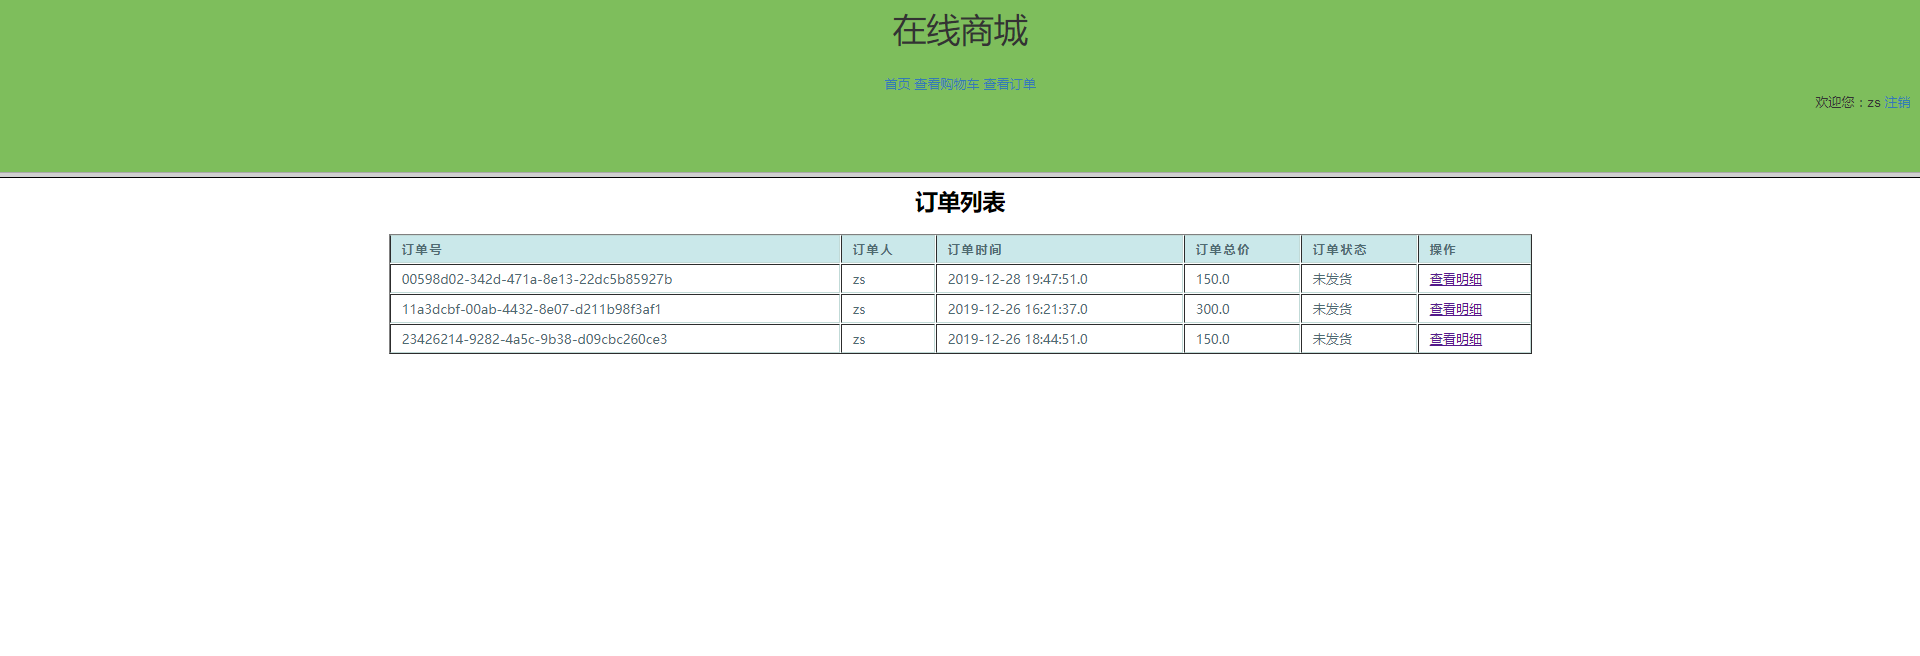 在线商城
首页 查看购物车 查看订单
欢迎您：zs 注销
订单列表
订单号 订单人 订单时间 订单总价 订单状态 操作
00598d02-342d-471a-8e13-22dc5b85927b zs 2019-12-28 19:47:51.0 150.0 未发货 查看明细
11a3dcbf-00ab-4432-8e07-d211b98f3af1 zs 2019-12-26 16:21:37.0 300.0 未发货 查看明细
23426214-9282-4a5c-9b38-d09cbc260ce3 zs 2019-12-26 18:44:51.0 150.0 未发货 查看明细